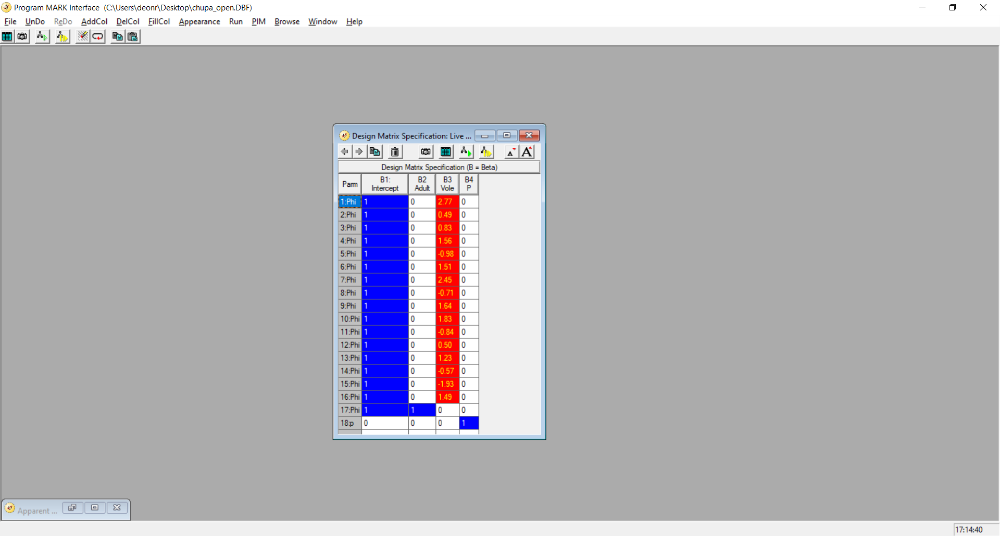 Program MARK Interface (C:\Users\deonr\Desktop\chupa_open.DBF)
File UnDo ReDo AddCol DelCol FillCol Appearance Run PIM Browse Window Help
Design Matrix Specification: Live ...
Design Matrix Specification (B = Beta)
Parm B1: Intercept B2 Adult B3 Vole B4 P
1:Phi 1 0 2.77 0
2:Phi 1 0 0.49 0
3:Phi 1 0 0.83 0
4:Phi 1 0 1.56 0
5:Phi 1 0 -0.98 0
6:Phi 1 0 1.51 0
7:Phi 1 0 2.45 0
8:Phi 1 0 -0.71 0
9:Phi 1 0 1.64 0
10:Phi 1 0 1.83 0
11:Phi 1 0 -0.84 0
12:Phi 1 0 0.50 0
13:Phi 1 0 1.23 0
14:Phi 1 0 -0.57 0
15:Phi 1 0 -1.93 0
16:Phi 1 0 1.49 0
17:Phi 1 1 0 0
18:p 0 0 0 1
Apparent ...
17:14:40